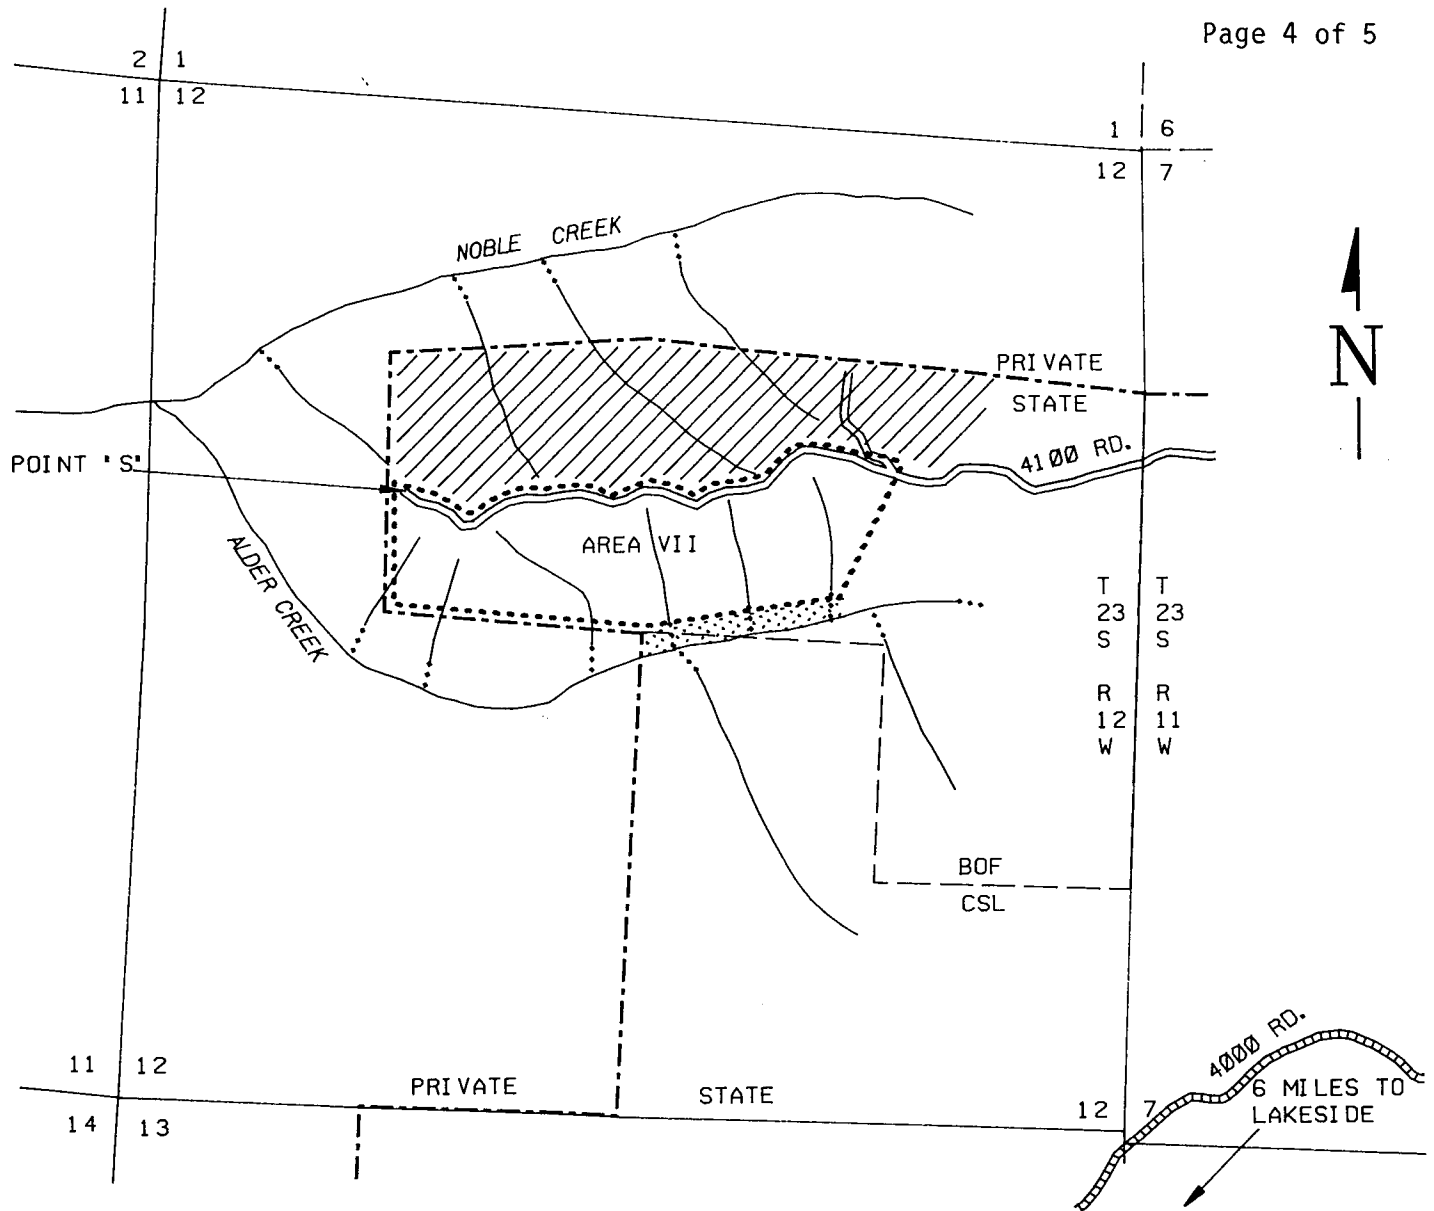 Page 4 of 5
2 1
11 12
1 6
12 7
NOBLE CREEK
N
PRIVATE
STATE
4100 RD.
POINT "S"
AREA VII
ALDER CREEK
T T
23 23
S S
R R
12 11
W W
BOF
CSL
11 12
14 13
PRIVATE STATE
12 7
4000 RD.
6 MILES TO
LAKESIDE